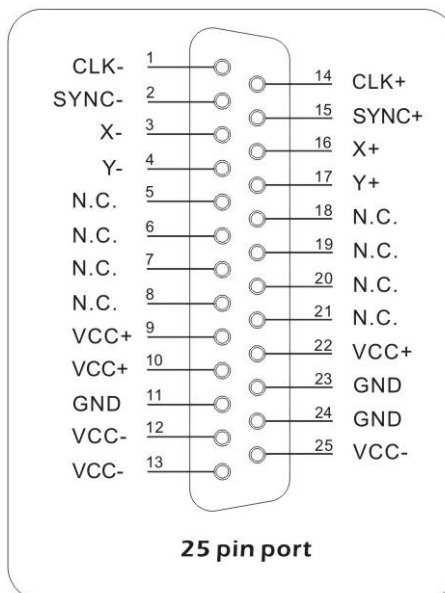 CLK- 1
SYNC- 2
X- 3
Y- 4
N.C. 5
N.C. 6
N.C. 7
N.C. 8
VCC+ 9
VCC+ 10
GND 11
VCC- 12
VCC- 13
14 CLK+
15 SYNC+
16 X+
17 Y+
18 N.C.
19 N.C.
20 N.C.
21 N.C.
22 VCC+
23 GND
24 GND
25 VCC-
25 pin port